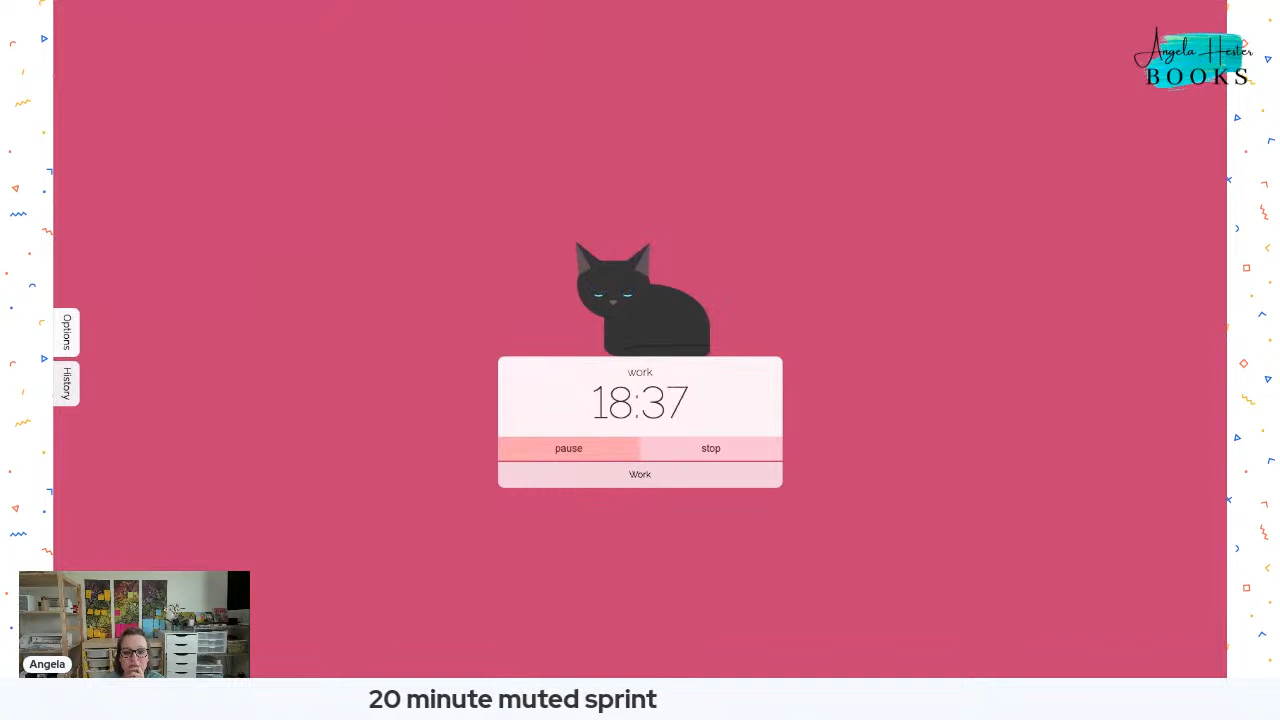 Angela Hester
BOOKS
Options
History
work
18:37
pause
stop
Work
Angela
20 minute muted sprint